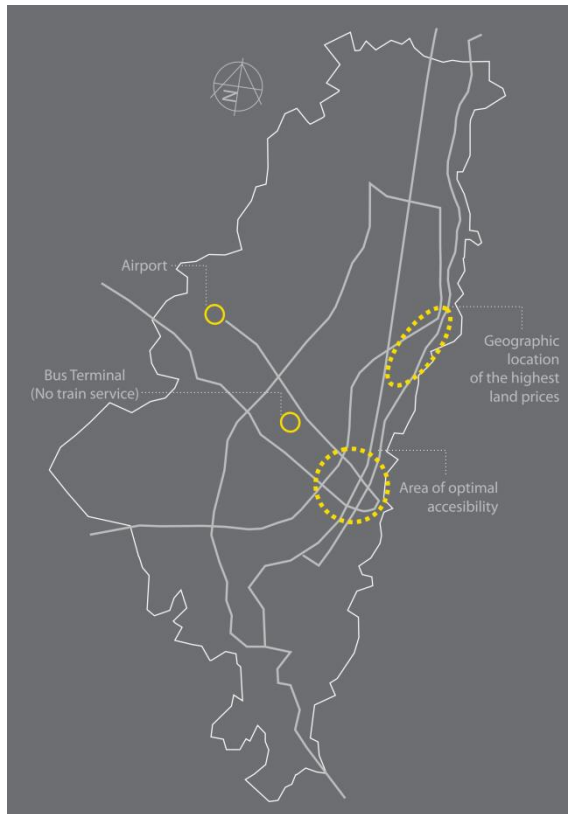 N
Airport
Bus Terminal
(No train service)
Geographic
location
of the highest
land prices
Area of optimal
accesibility